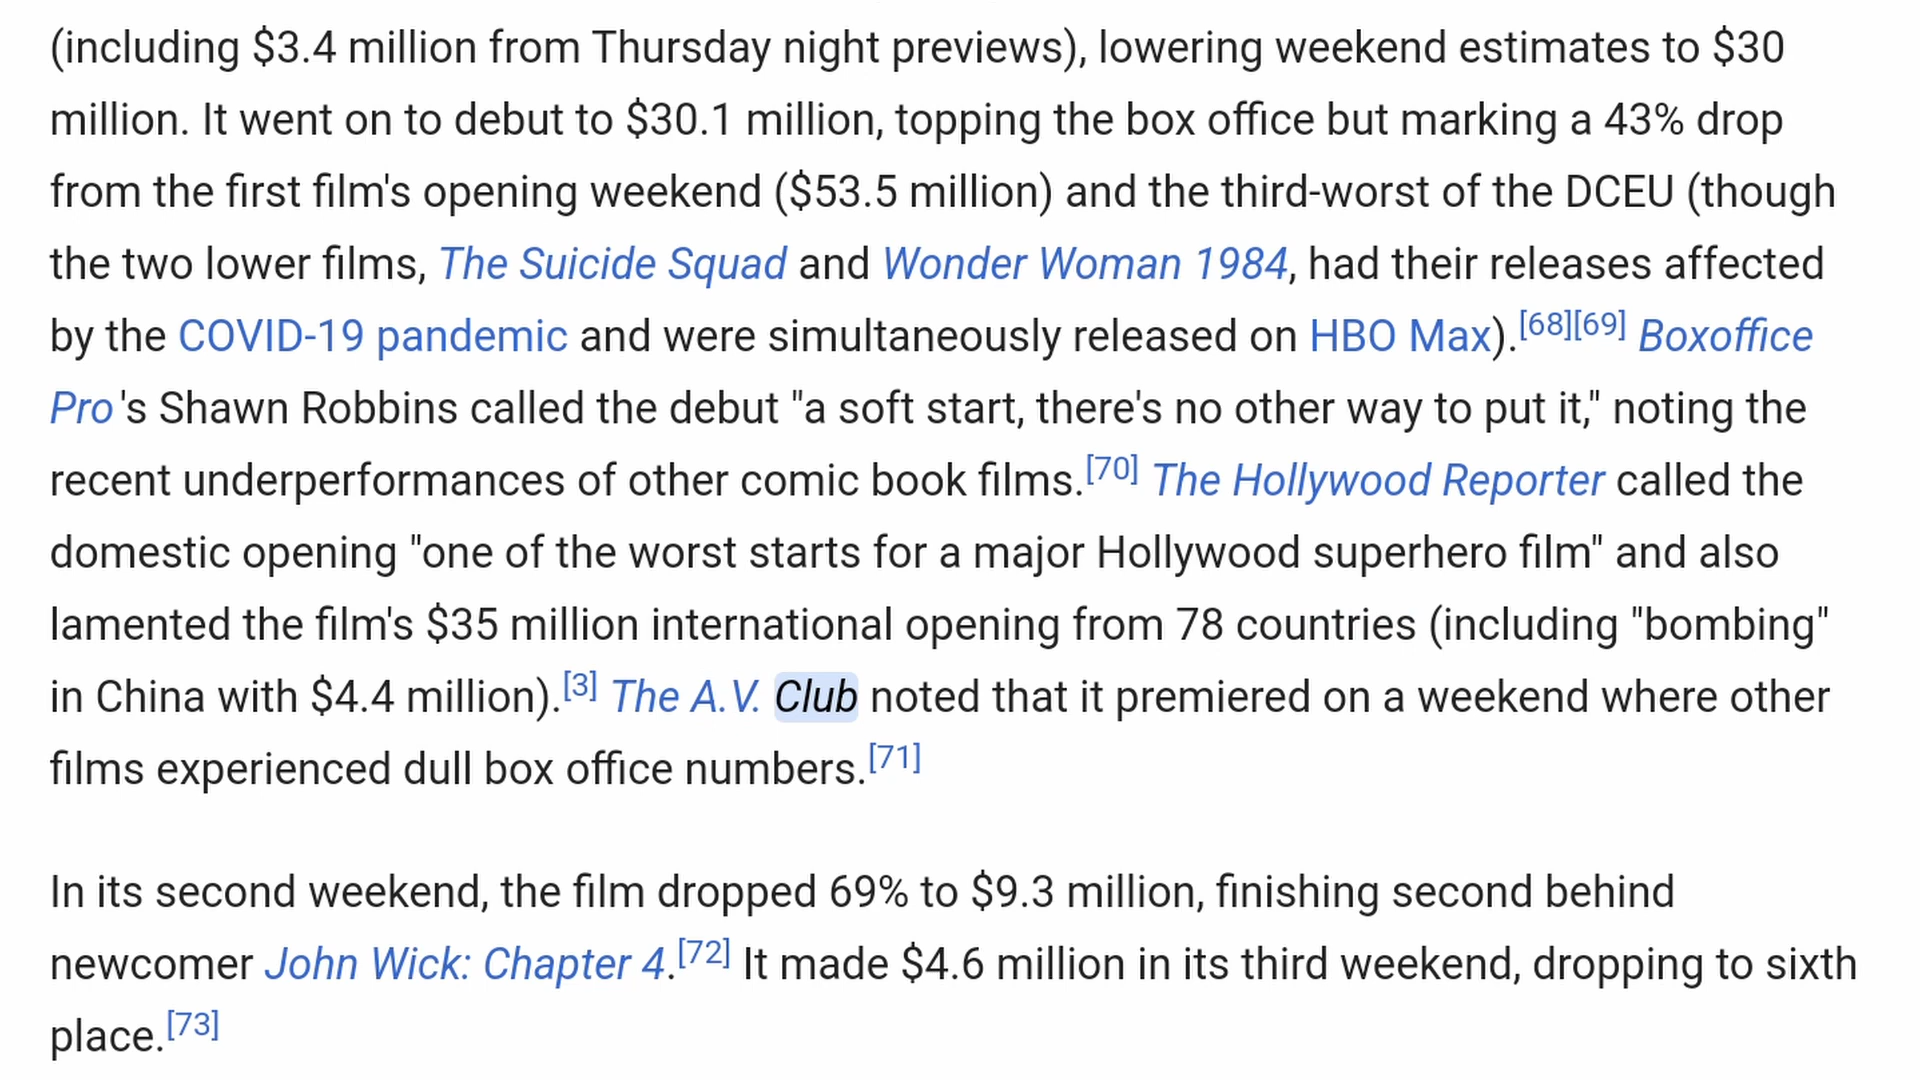 (including $3.4 million from Thursday night previews), lowering weekend estimates to $30
million. It went on to debut to $30.1 million, topping the box office but marking a 43% drop
from the first film's opening weekend ($53.5 million) and the third-worst of the DCEU (though
the two lower films, The Suicide Squad and Wonder Woman 1984, had their releases affected
by the COVID-19 pandemic and were simultaneously released on HBO Max).[68][69] Boxoffice
Pro's Shawn Robbins called the debut "a soft start, there's no other way to put it," noting the
recent underperformances of other comic book films.[70] The Hollywood Reporter called the
domestic opening "one of the worst starts for a major Hollywood superhero film" and also
lamented the film's $35 million international opening from 78 countries (including "bombing"
in China with $4.4 million).[3] The A.V. Club noted that it premiered on a weekend where other
films experienced dull box office numbers.[71]
In its second weekend, the film dropped 69% to $9.3 million, finishing second behind
newcomer John Wick: Chapter 4.[72] It made $4.6 million in its third weekend, dropping to sixth
place.[73]